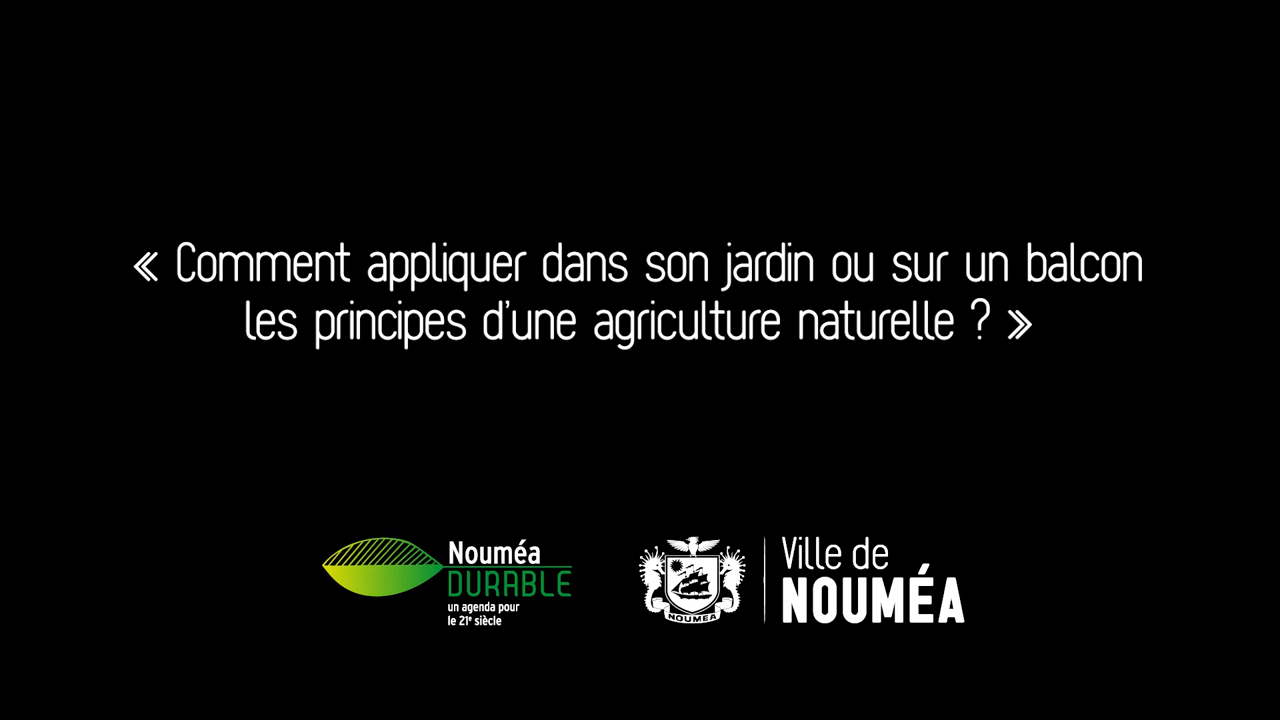 « Comment appliquer dans son jardin ou sur un balcon
les principes d'une agriculture naturelle ? »
Nouméa
DURABLE
un agenda pour
le 21e siècle
NOUMEA
Ville de
NOUMÉA